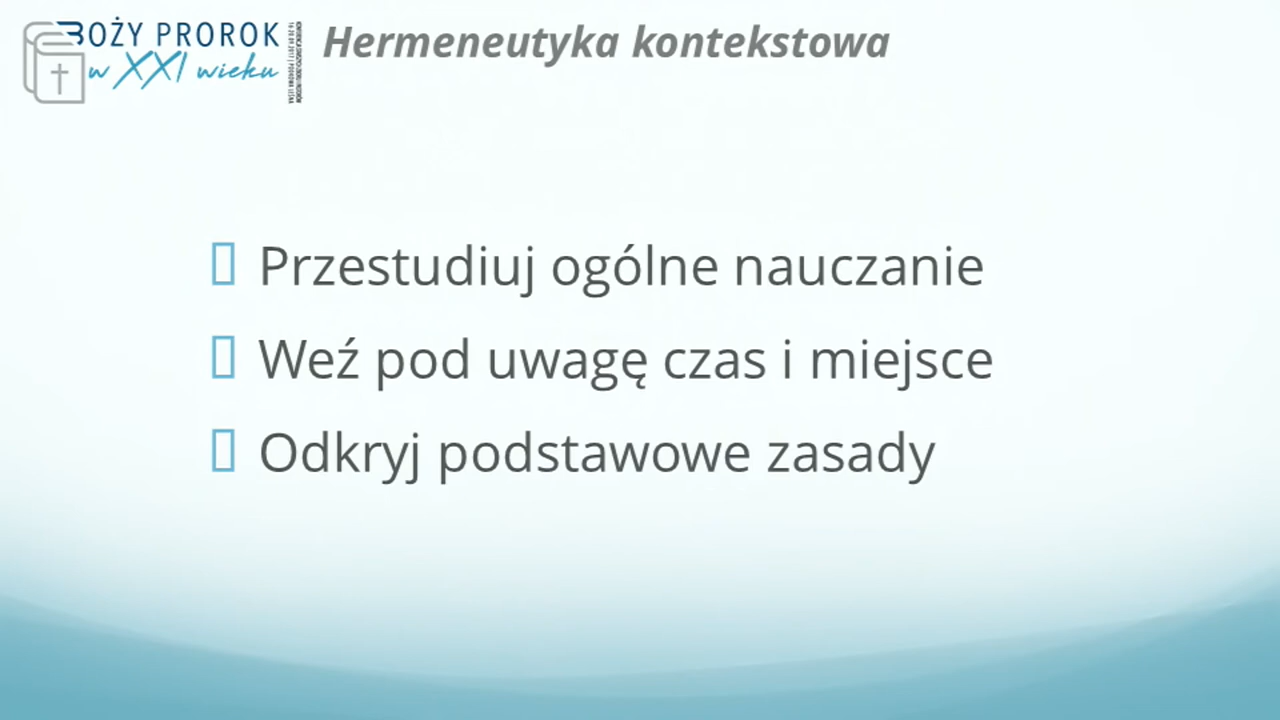 BOŻY PROROK
w XXI wieku
Hermeneutyka kontekstowa
Przestudiuj ogólne nauczanie
Weź pod uwagę czas i miejsce
Odkryj podstawowe zasady